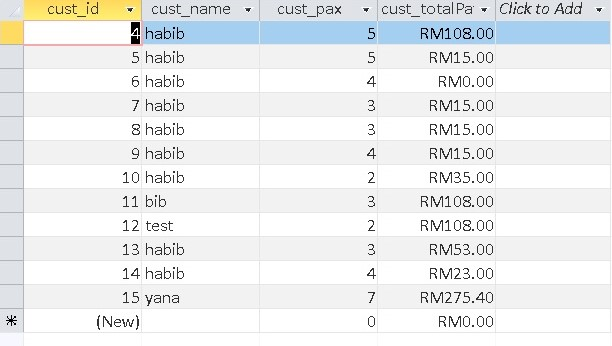 cust_id cust_name cust_pax cust_totalPa Click to Add
4 habib 5 RM108.00
5 habib 5 RM15.00
6 habib 4 RM0.00
7 habib 3 RM15.00
8 habib 3 RM15.00
9 habib 4 RM15.00
10 habib 2 RM35.00
11 bib 3 RM108.00
12 test 2 RM108.00
13 habib 3 RM53.00
14 habib 4 RM23.00
15 yana 7 RM275.40
(New) 0 RM0.00